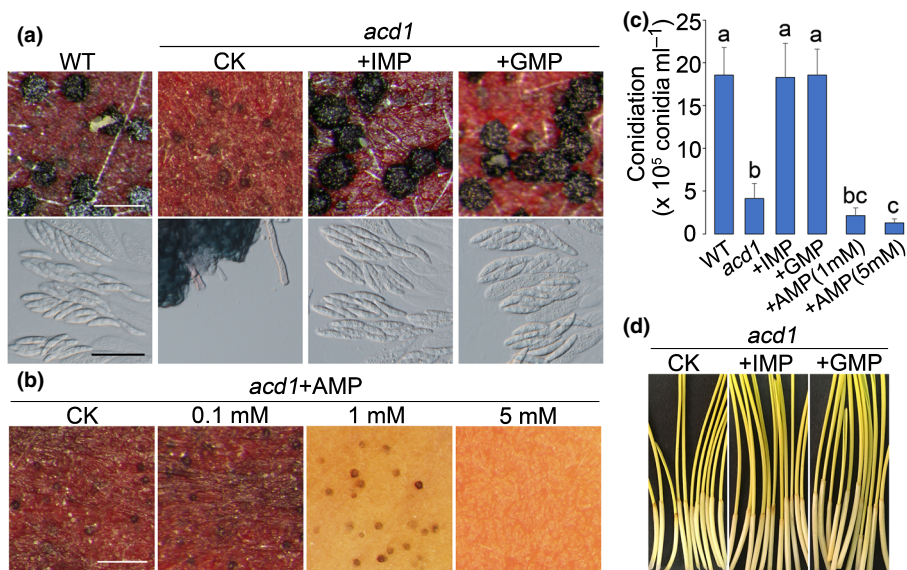 (a)
acd1
WT
CK
+IMP
+GMP
(b)
acd1+AMP
CK
0.1 mM
1 mM
5 mM
(c)
Conidiation
(x 10⁵ conidia ml⁻¹)
25
20
15
10
5
0
a
b
a
a
bc
c
WT
acd1
+IMP
+GMP
+AMP(1mM)
+AMP(5mM)
(d)
acd1
CK
+IMP
+GMP